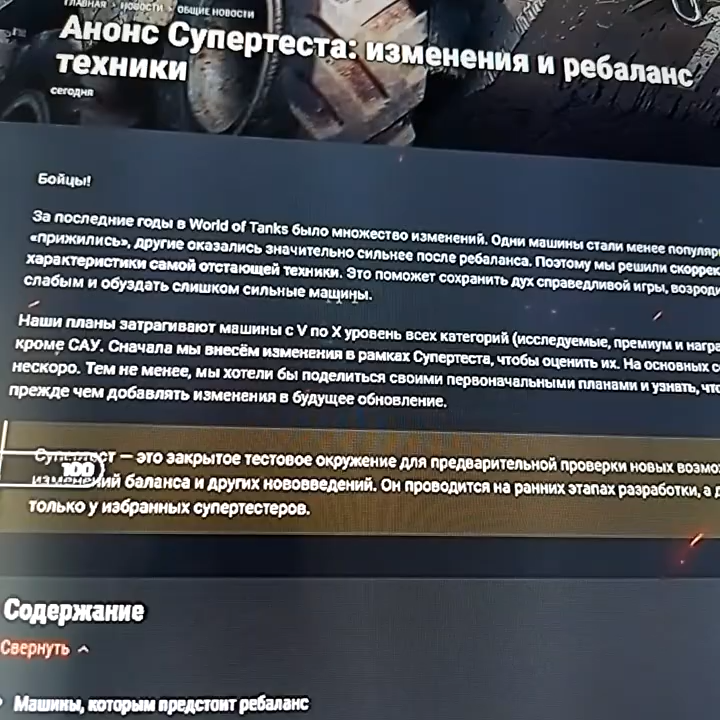 ГЛАВНАЯ > НОВОСТИ > ОБЩИЕ НОВОСТИ
Анонс Супертеста: изменения и ребаланс
техники
сегодня
Бойцы!
За последние годы в World of Tanks было множество изменений. Одни машины стали менее
«прижились», другие оказались значительно сильнее после ребаланса. Поэтому мы решили
характеристики самой отстающей техники. Это поможет сохранить дух справедливой игры,
слабым и обуздать слишком сильные машины.
Наши планы затрагивают машины с V по X уровень всех категорий (исследуемые, премиум и
кроме САУ. Сначала мы внесём изменения в рамках Супертеста, чтобы оценить их. На основных
нескоро. Тем не менее, мы хотели бы поделиться своими первоначальными планами и узнать,
прежде чем добавлять изменения в будущее обновление.
Супертест — это закрытое тестовое окружение для предварительной проверки новых
100
изменений баланса и других нововведений. Он проводится на ранних этапах разработки, а
только у избранных супертестеров.
Содержание
Свернуть
Машины, которым предстоит ребаланс